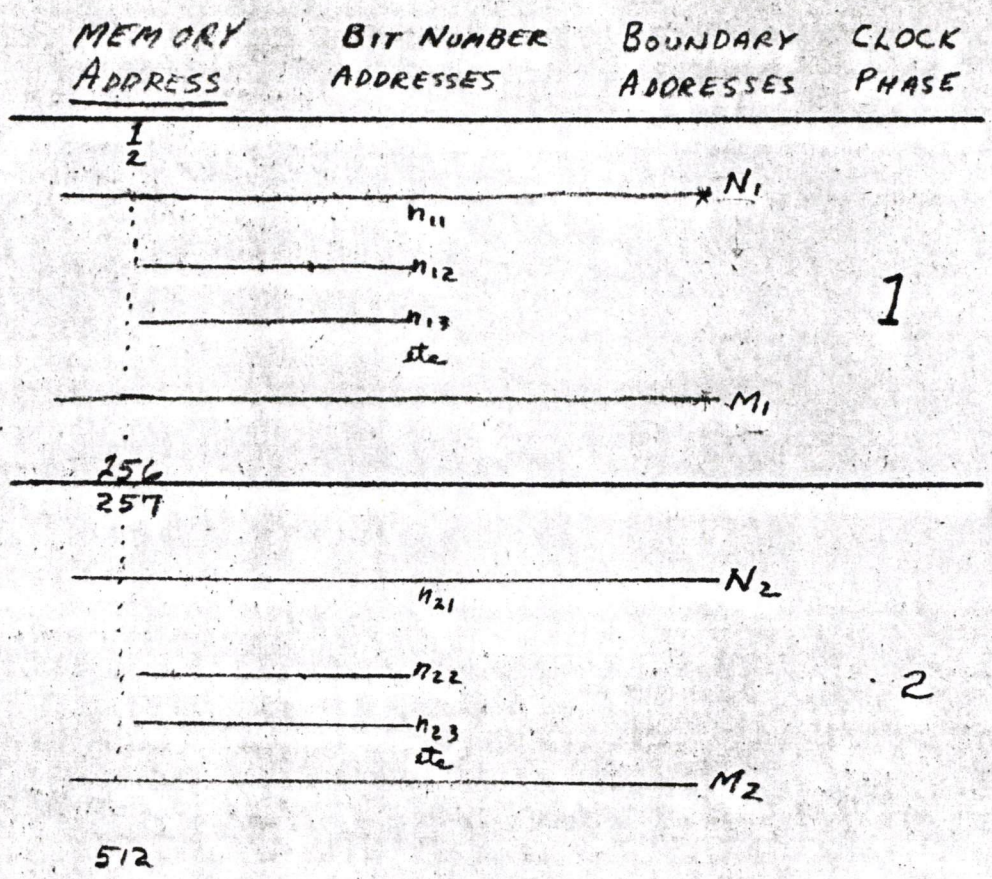 MEMORY ADDRESS
BIT NUMBER ADDRESSES
BOUNDARY ADDRESSES
CLOCK PHASE
1
2
N₁
n₁₁
n₁₂
n₁₃
etc
1
M₁
256
257
N₂
n₂₁
n₂₂
2
n₂₃
etc
M₂
512